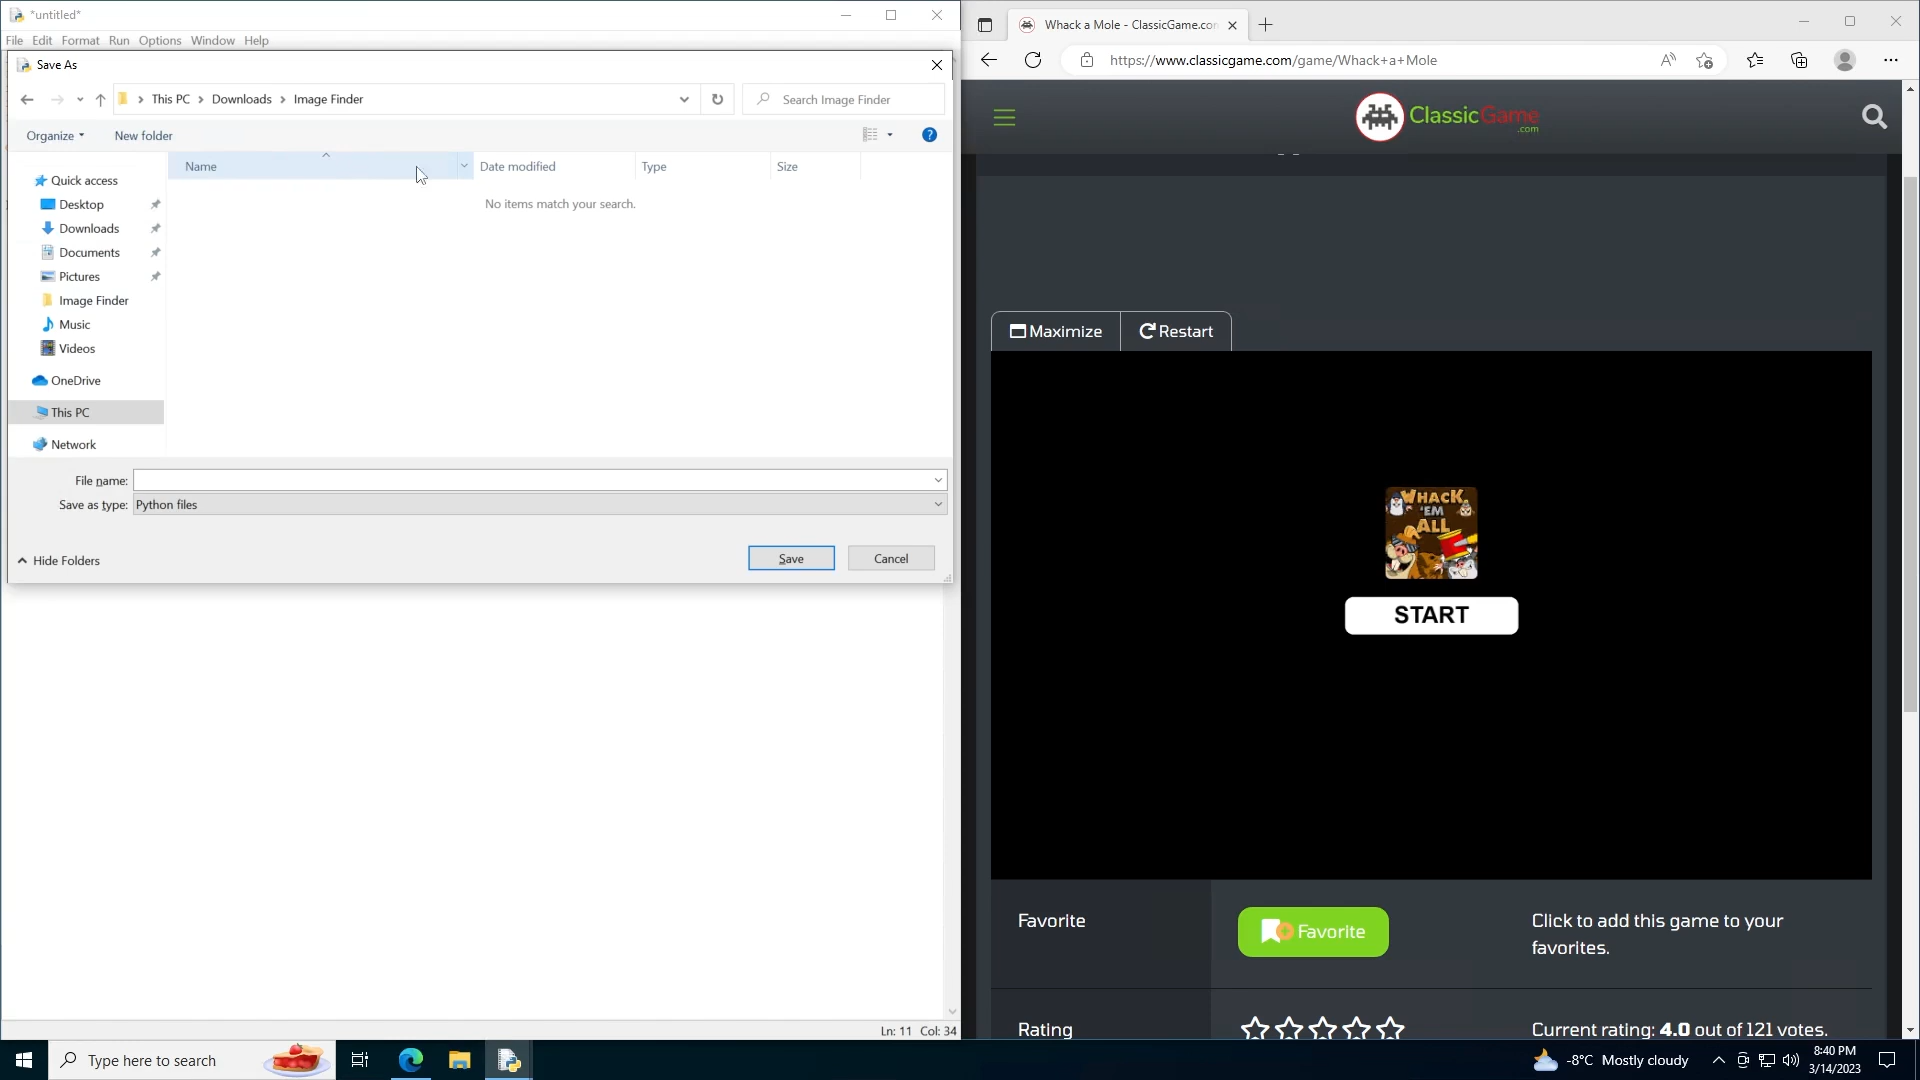 *untitled*
File Edit Format Run Options Window Help
Save As
This PC Downloads Image Finder
Search Image Finder
Organize
New folder
Name
Date modified
Type
Size
No items match your search.
Quick access
Desktop
Downloads
Documents
Pictures
Image Finder
Music
Videos
OneDrive
This PC
Network
File name:
Save as type: Python files
Hide Folders
Save
Cancel
Ln: 11 Col: 34
Whack a Mole - ClassicGame.con
https://www.classicgame.com/game/Whack+a+Mole
ClassicGame
.com
Maximize
Restart
WHACK
'EM
ALL
START
Favorite
Favorite
Click to add this game to your
favorites.
Rating
Current rating: 4.0 out of 121 votes.
Type here to search
-8°C Mostly cloudy
8:40 PM
3/14/2023